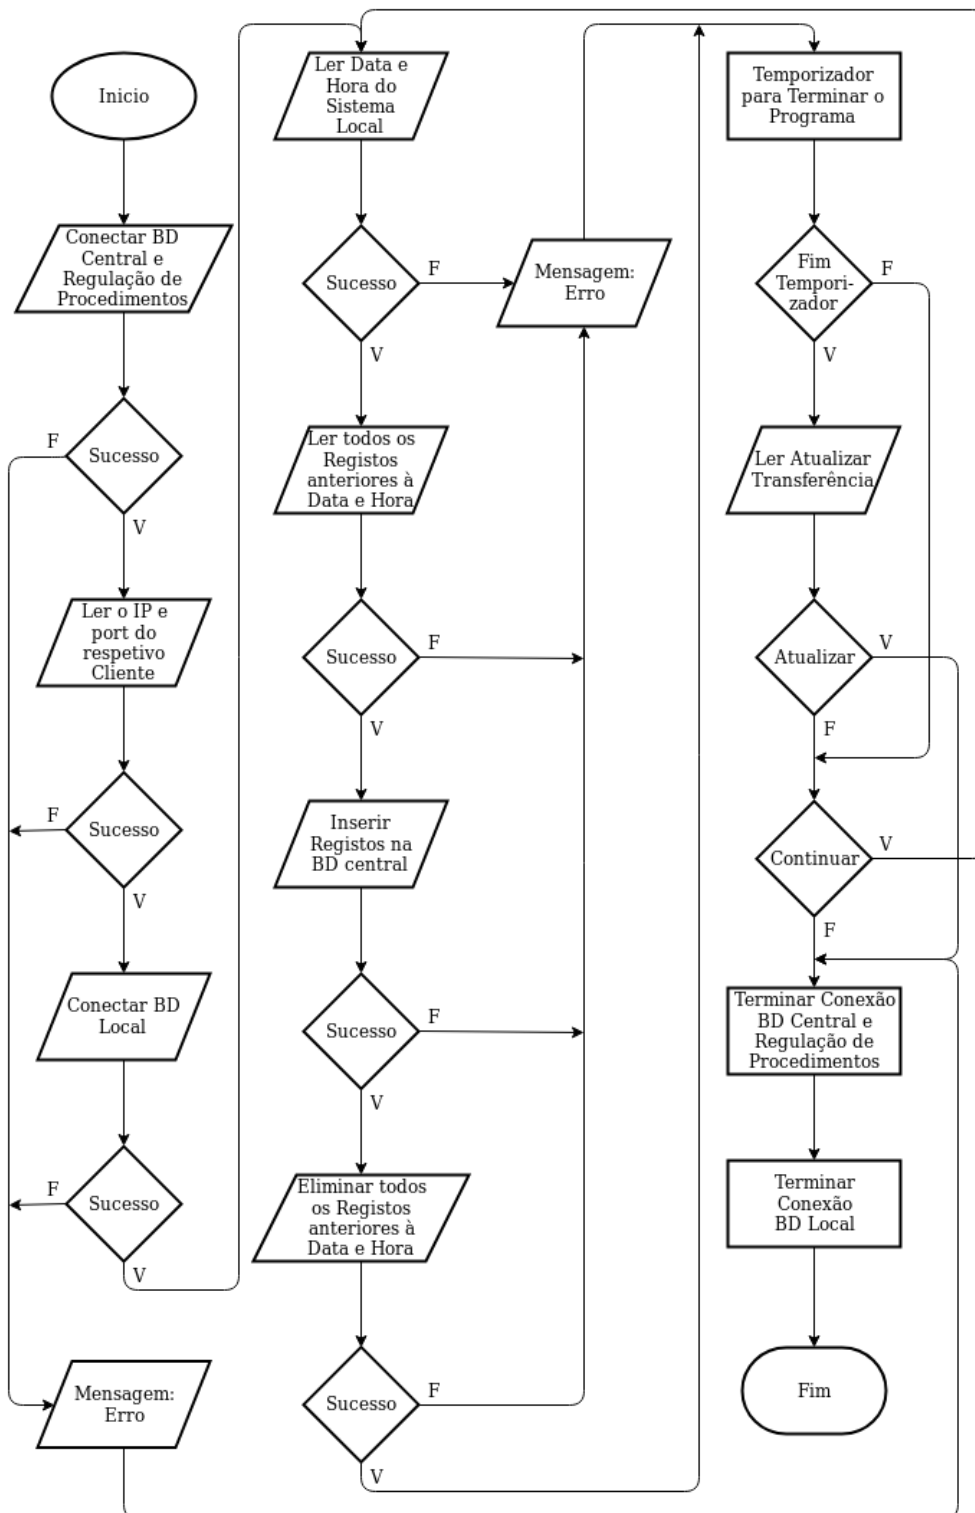 Inicio
Conectar BD
Central e
Regulação de
Procedimentos
Sucesso
F
V
Ler o IP e
port do
respetivo
Cliente
Sucesso
F
V
Conectar BD
Local
Sucesso
F
V
Mensagem:
Erro
Ler Data e
Hora do
Sistema
Local
Sucesso
F
V
Mensagem:
Erro
Ler todos os
Registos
anteriores à
Data e Hora
Sucesso
F
V
Inserir
Registos na
BD central
Sucesso
F
V
Eliminar todos
os Registos
anteriores à
Data e Hora
Sucesso
F
V
Temporizador
para Terminar o
Programa
Fim
Tempori-
zador
F
V
Ler Atualizar
Transferência
Atualizar
V
F
Continuar
V
F
Terminar Conexão
BD Central e
Regulação de
Procedimentos
Terminar
Conexão
BD Local
Fim